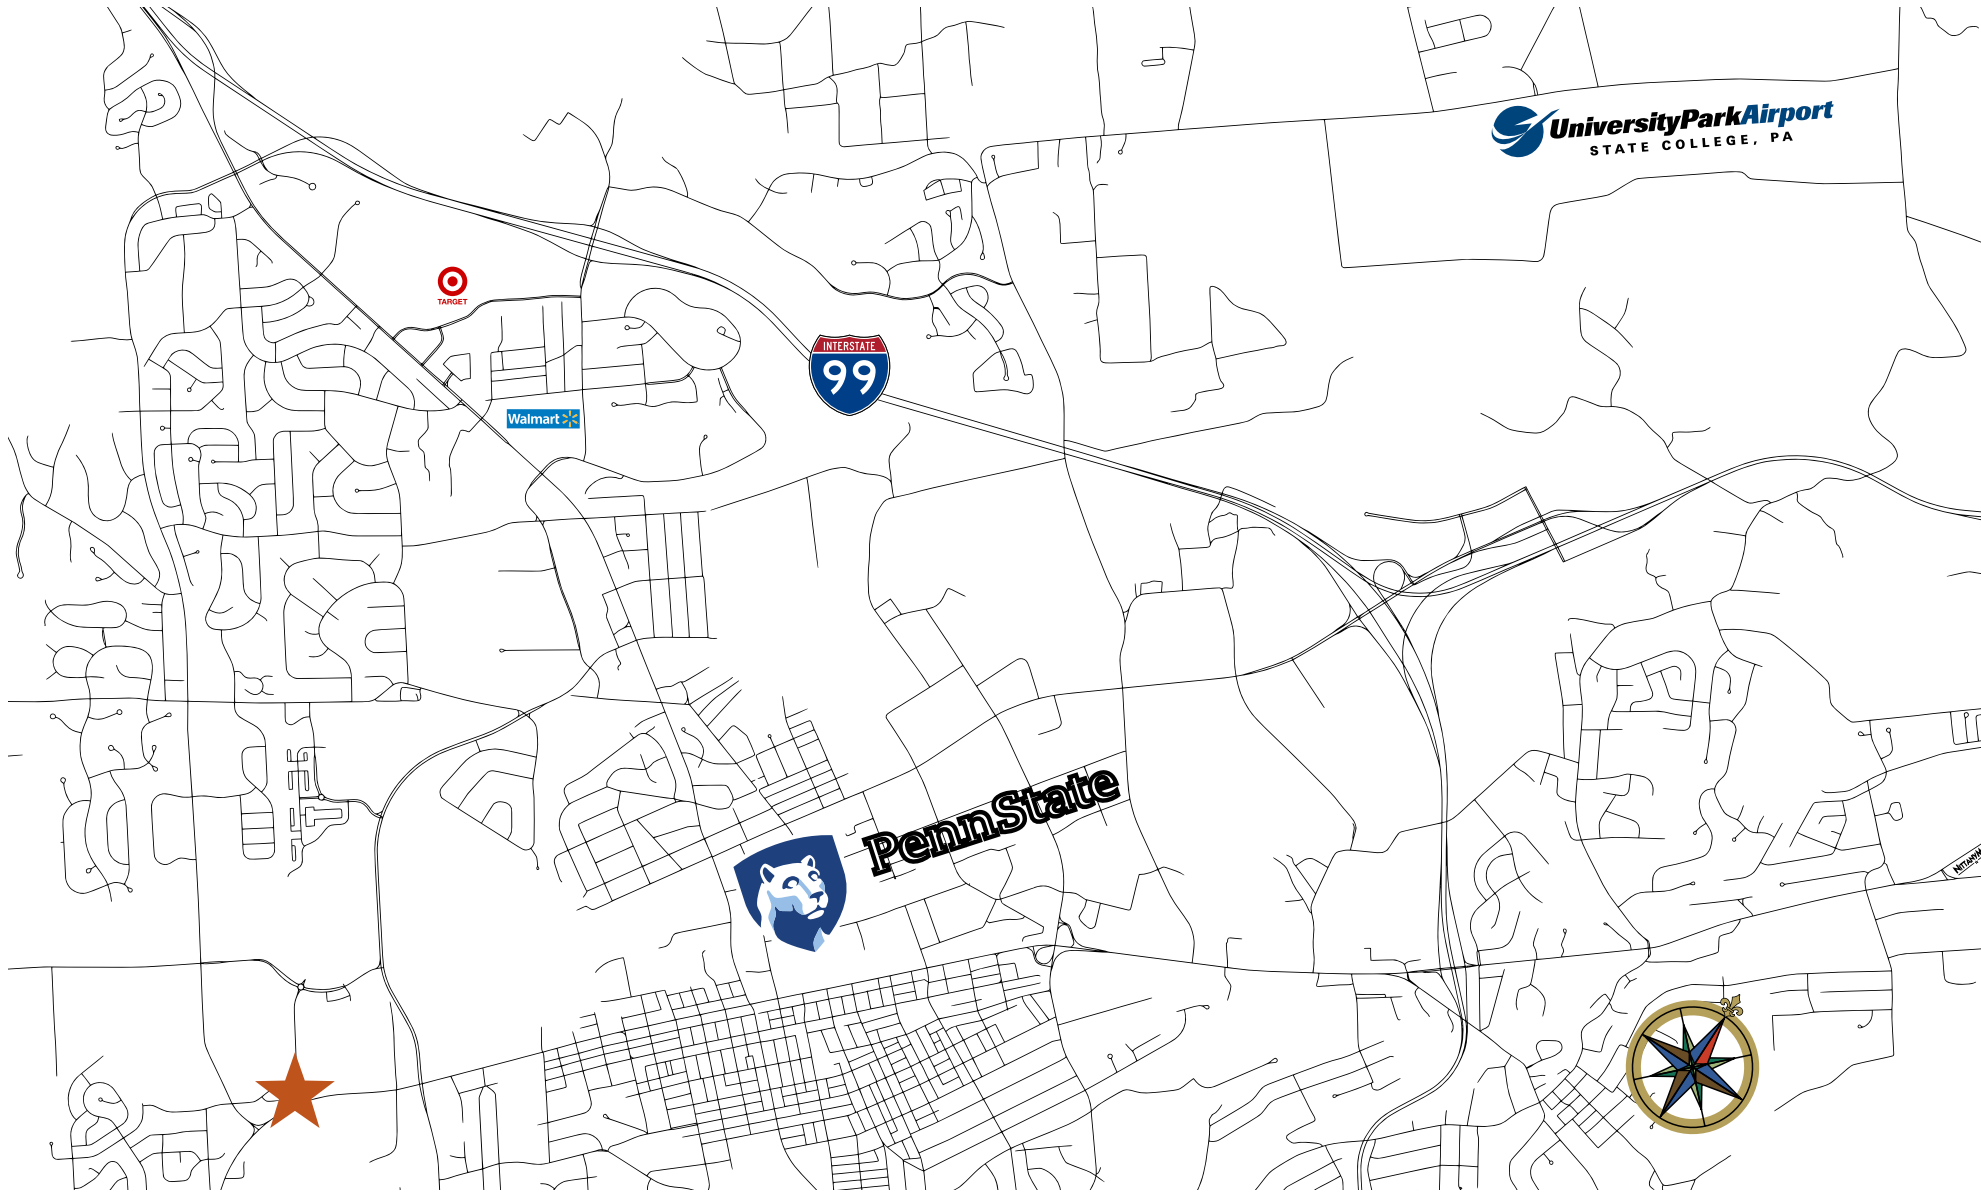 UniversityParkAirport
STATE COLLEGE, PA
TARGET
INTERSTATE
99
Walmart
PennState